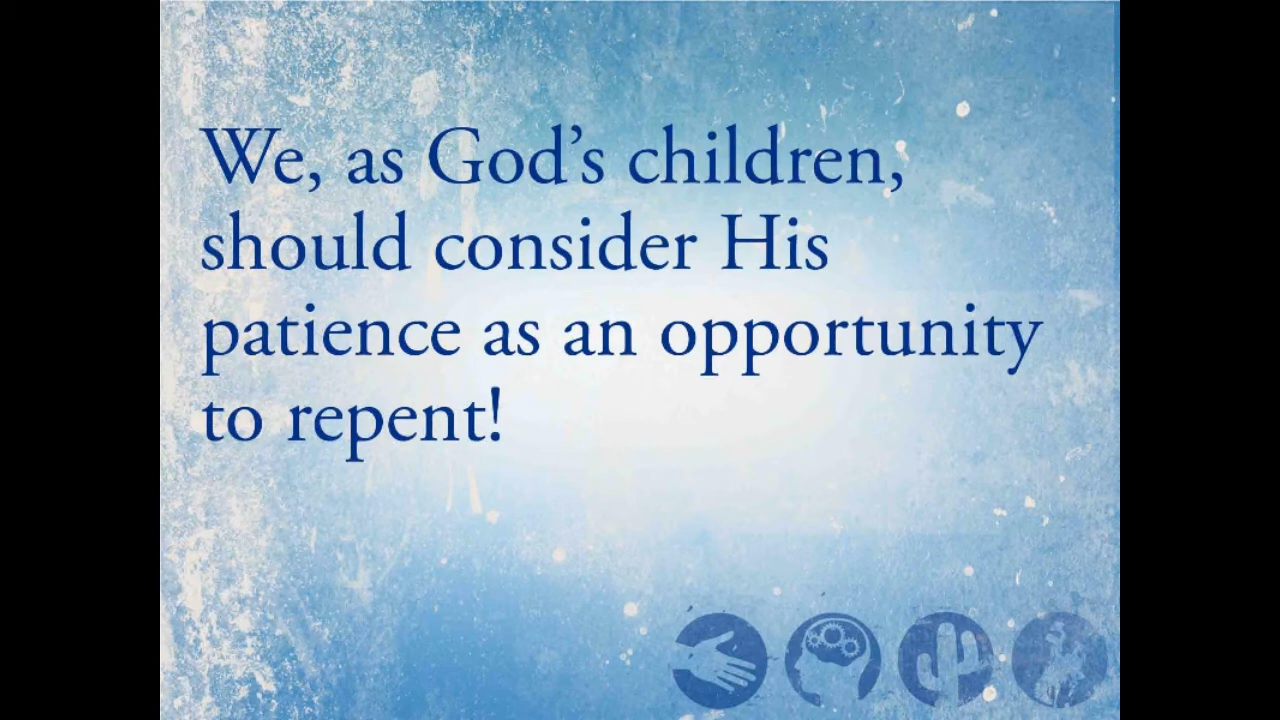 We, as God’s children,
should consider His
patience as an opportunity
to repent!